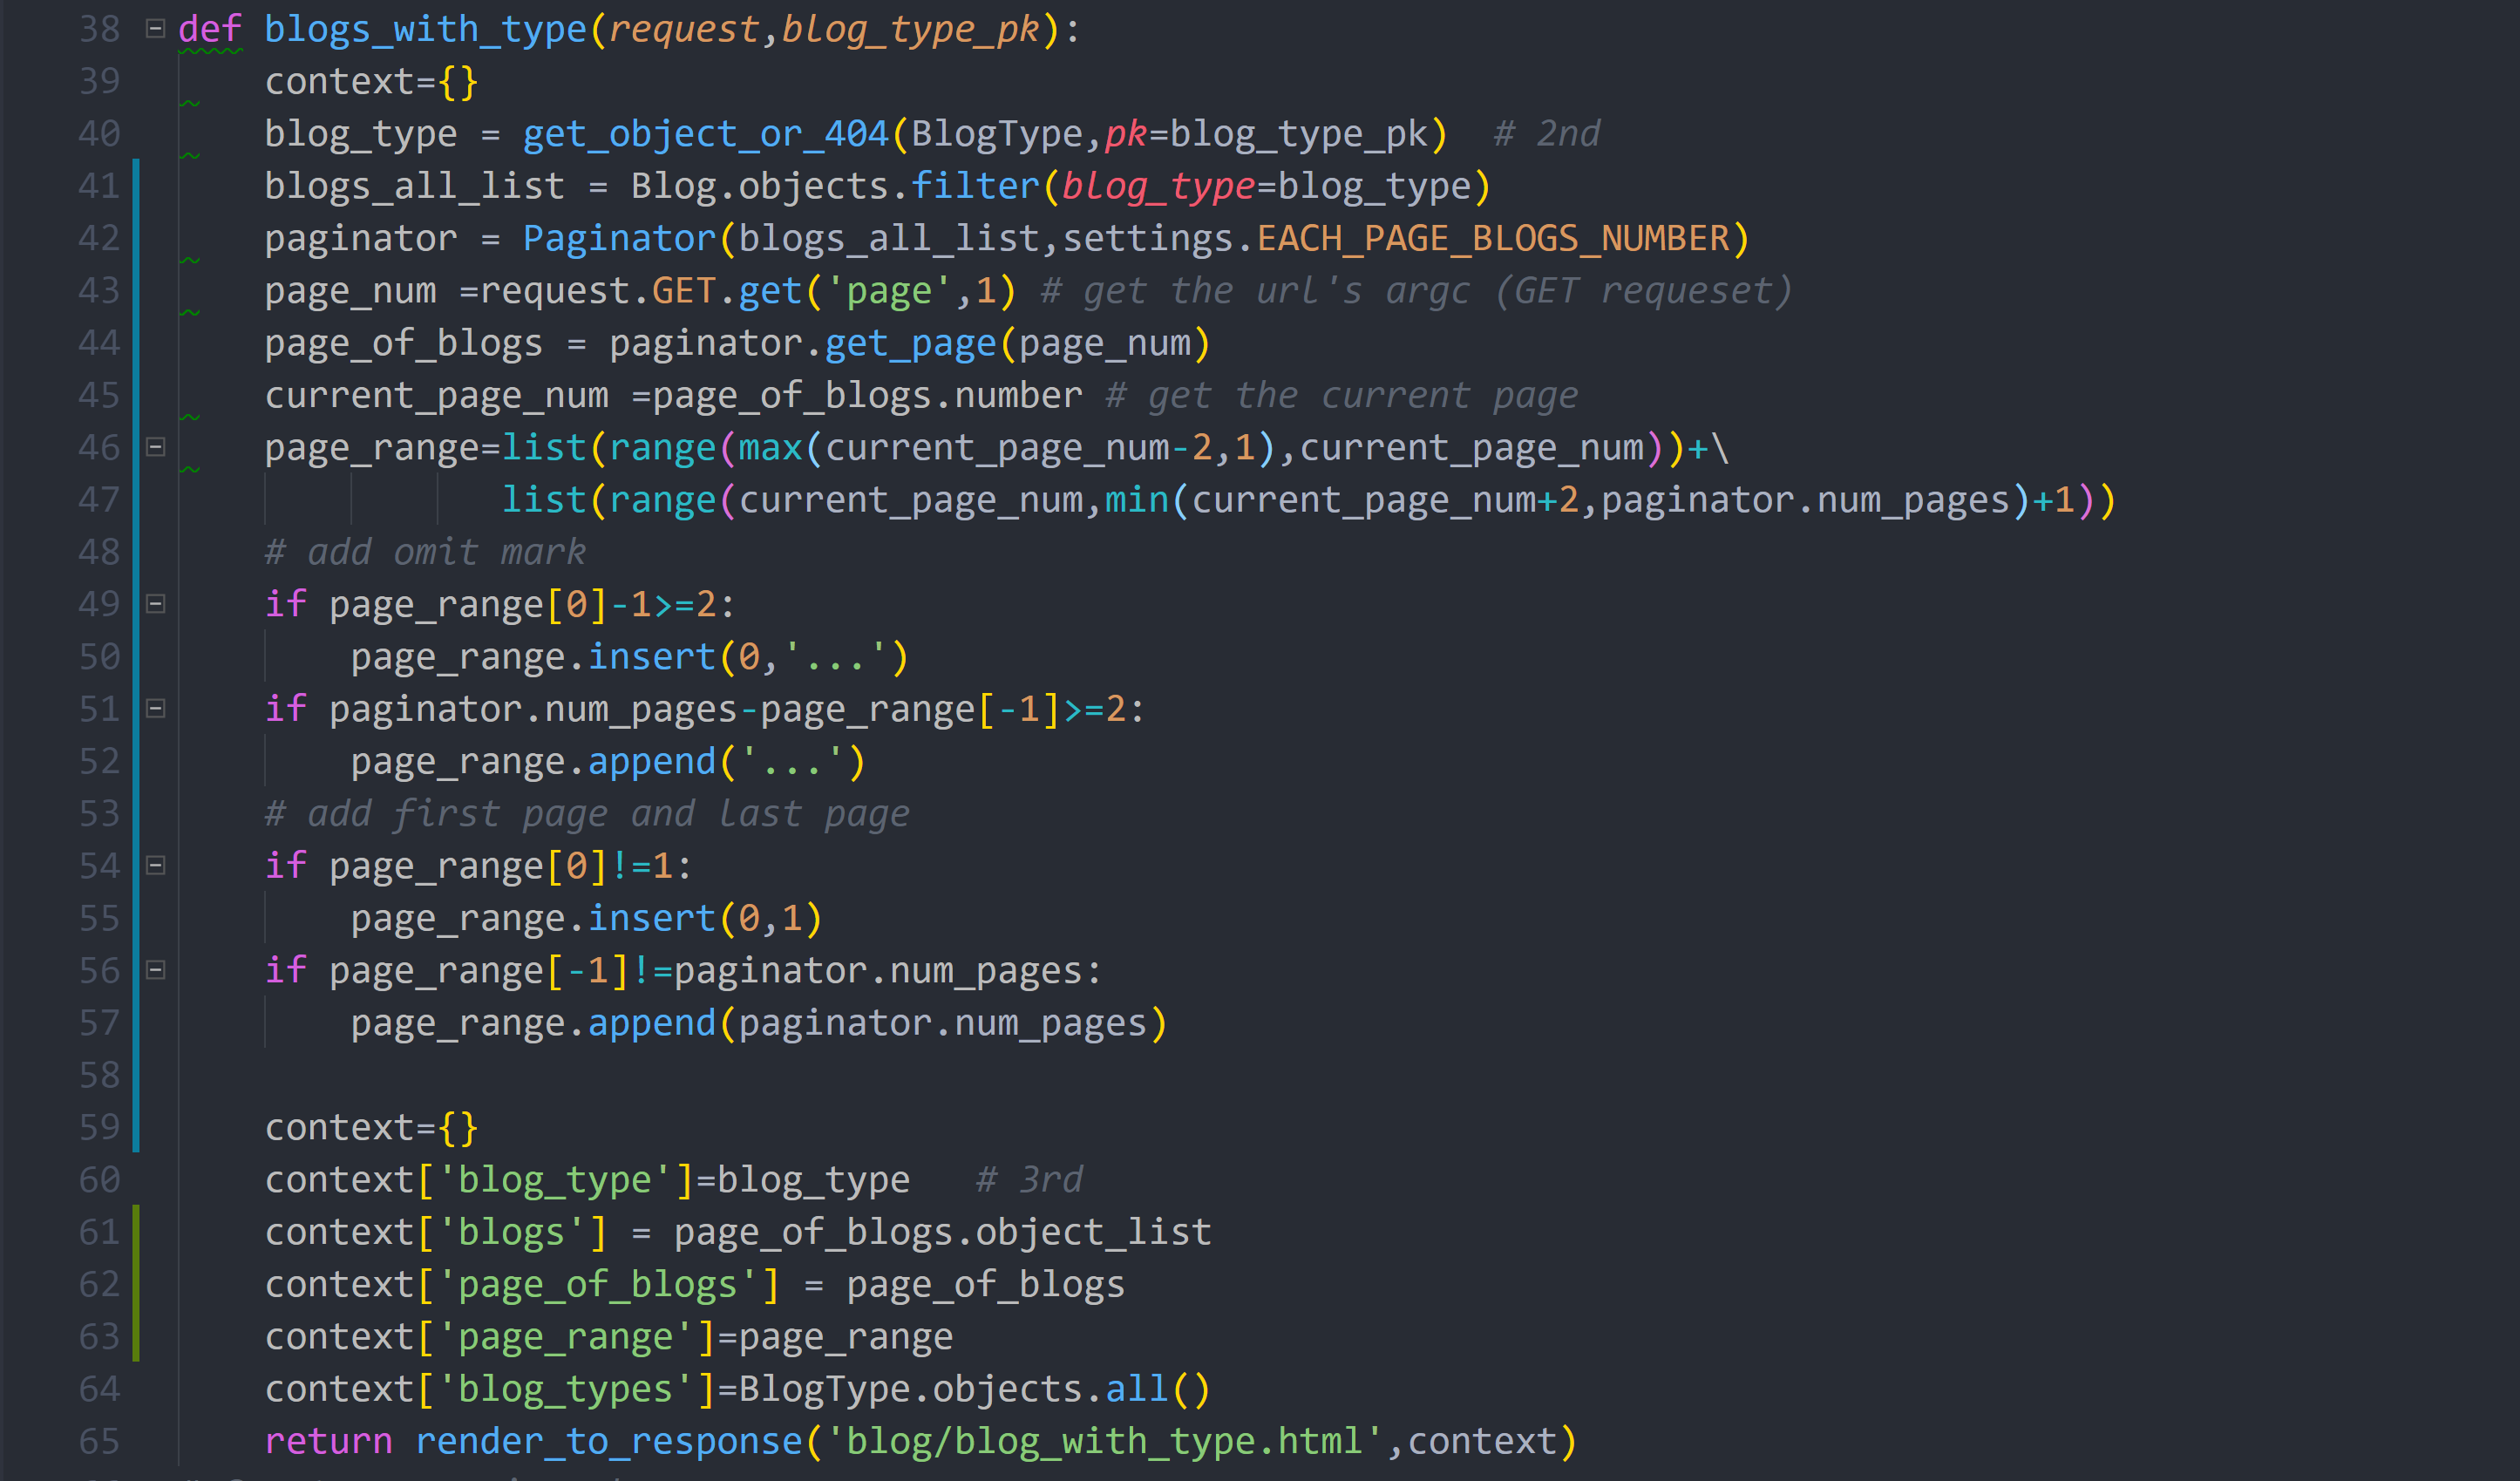 38 def blogs_with_type(request,blog_type_pk):
39     context={}
40     blog_type = get_object_or_404(BlogType,pk=blog_type_pk)  # 2nd
41     blogs_all_list = Blog.objects.filter(blog_type=blog_type)
42     paginator = Paginator(blogs_all_list,settings.EACH_PAGE_BLOGS_NUMBER)
43     page_num =request.GET.get('page',1) # get the url's argc (GET requeset)
44     page_of_blogs = paginator.get_page(page_num)
45     current_page_num =page_of_blogs.number # get the current page
46     page_range=list(range(max(current_page_num-2,1),current_page_num))+\
47                list(range(current_page_num,min(current_page_num+2,paginator.num_pages)+1))
48     # add omit mark
49     if page_range[0]-1>=2:
50         page_range.insert(0,'...')
51     if paginator.num_pages-page_range[-1]>=2:
52         page_range.append('...')
53     # add first page and last page
54     if page_range[0]!=1:
55         page_range.insert(0,1)
56     if page_range[-1]!=paginator.num_pages:
57         page_range.append(paginator.num_pages)
58
59     context={}
60     context['blog_type']=blog_type   # 3rd
61     context['blogs'] = page_of_blogs.object_list
62     context['page_of_blogs'] = page_of_blogs
63     context['page_range']=page_range
64     context['blog_types']=BlogType.objects.all()
65     return render_to_response('blog/blog_with_type.html',context)